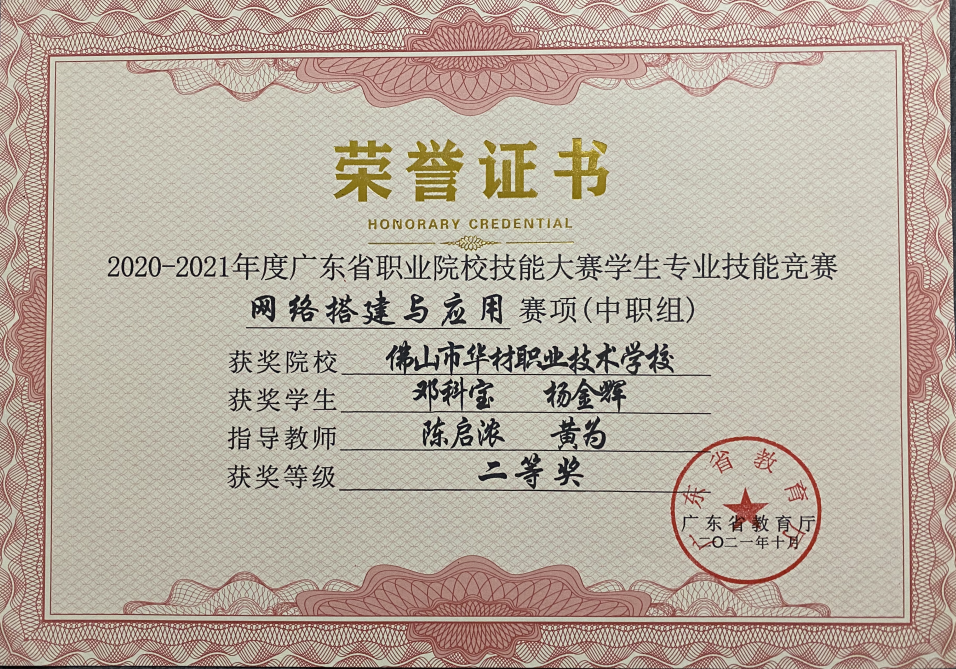 荣誉证书
HONORARY CREDENTIAL
2020-2021年度广东省职业院校技能大赛学生专业技能竞赛
网络搭建与应用 赛项(中职组)
获奖院校 佛山市华材职业技术学校
获奖学生 邓科宝 杨金辉
指导教师 陈启浓 黄为
获奖等级 二等奖
广东省教育厅
广东省教育厅
二〇二一年十月